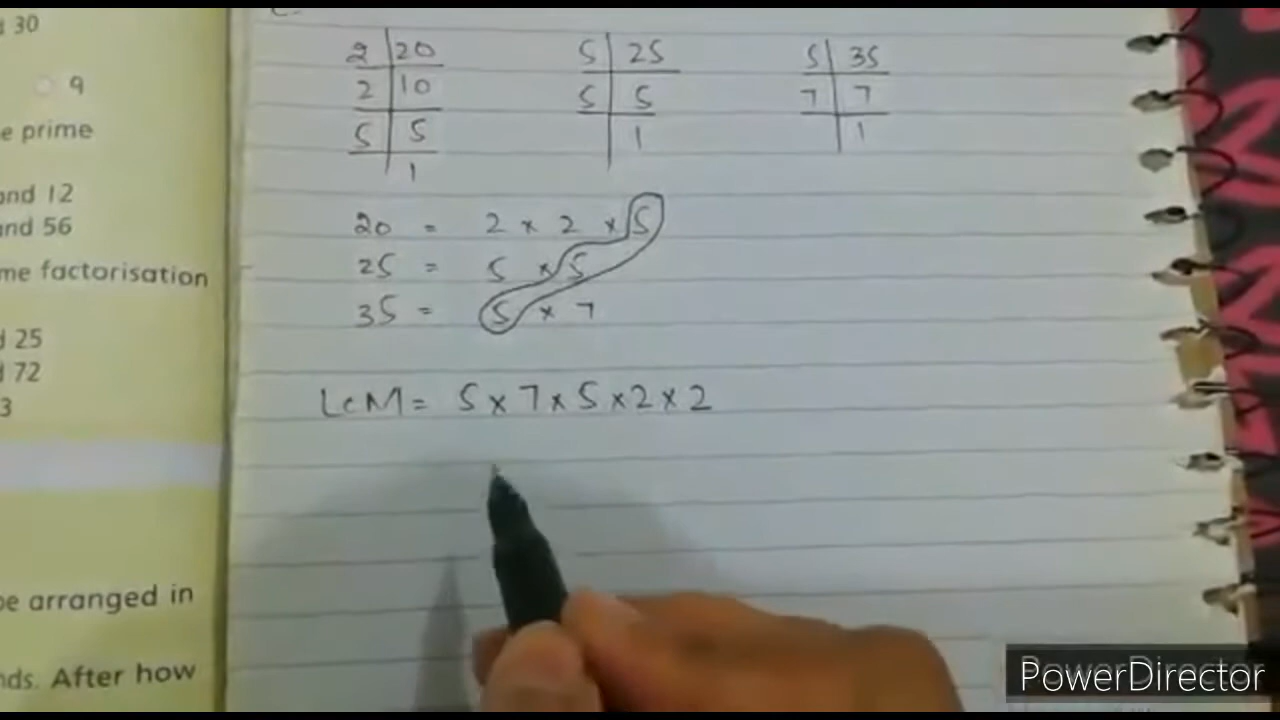 d 30
9
e prime
and 12
and 56
me factorisation
d 25
d 72
3
be arranged in
nds. After how
2 | 20 5 | 25 5 | 35
2 | 10 5 | 5 7 | 7
5 | 5 | 1 | 1
| 1
20 = 2 × 2 × 5
25 = 5 × 5
35 = 5 × 7
LCM = 5 × 7 × 5 × 2 × 2
PowerDirector